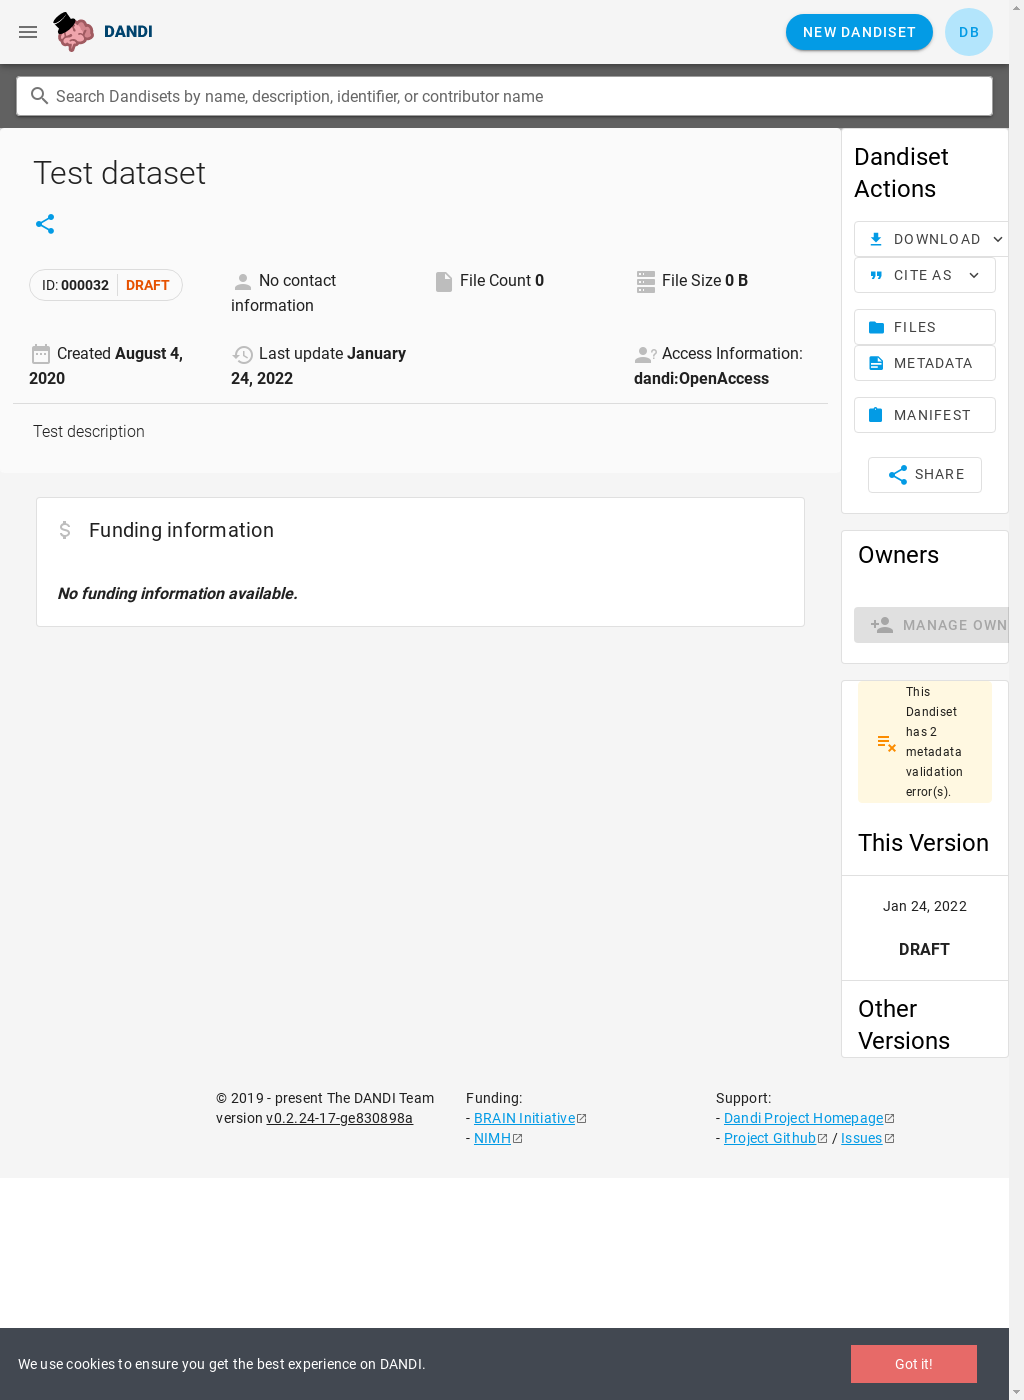 DANDI
NEW DANDISET
DB
Search Dandisets by name, description, identifier, or contributor name
Test dataset
ID: 000032 DRAFT
No contact
information
File Count 0
File Size 0 B
Created August 4,
2020
Last update January
24, 2022
Access Information:
dandi:OpenAccess
Test description
Funding information
No funding information available.
Dandiset
Actions
DOWNLOAD
CITE AS
FILES
METADATA
MANIFEST
SHARE
Owners
MANAGE OWN
This
Dandiset
has 2
metadata
validation
error(s).
This Version
Jan 24, 2022
DRAFT
Other
Versions
© 2019 - present The DANDI Team
version v0.2.24-17-ge830898a
Funding:
- BRAIN Initiative
- NIMH
Support:
- Dandi Project Homepage
- Project Github / Issues
We use cookies to ensure you get the best experience on DANDI.
Got it!